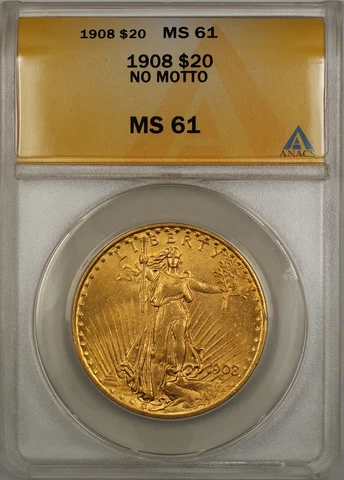 1908 $20 MS 61
1908 $20
NO MOTTO
MS 61
ANACS
LIBERTY
1908